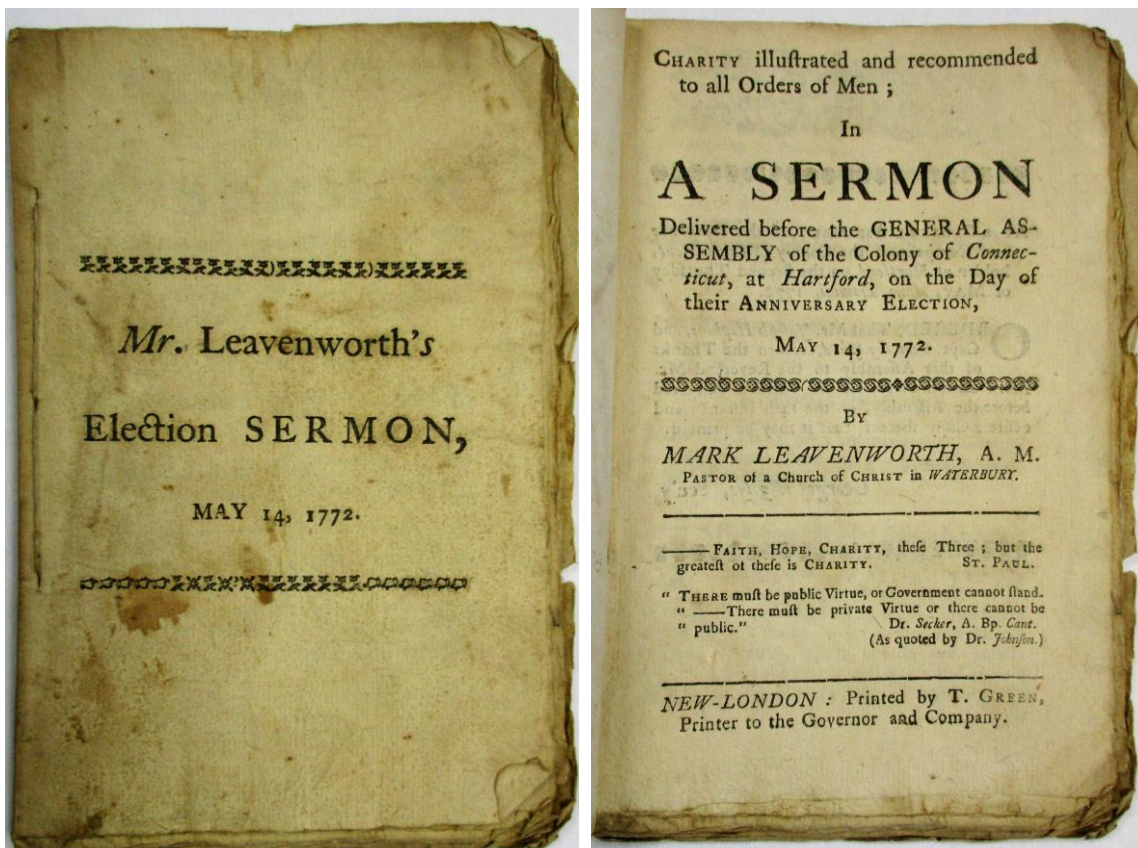 Mr. Leavenworth's
Election SERMON,
MAY 14, 1772.
CHARITY illuſtrated and recommended
to all Orders of Men ;
In
A SERMON
Delivered before the GENERAL AS-
SEMBLY of the Colony of Connec-
ticut, at Hartford, on the Day of
their ANNIVERSARY ELECTION,
MAY 14, 1772.
BY
MARK LEAVENWORTH, A. M.
PASTOR of a Church of CHRIST in WATERBURY.
—— FAITH, HOPE, CHARITY, theſe Three ; but the
greateſt of theſe is CHARITY. ST. PAUL.
“ THERE muſt be public Virtue, or Government cannot ſtand.
“ ——There muſt be private Virtue or there cannot be
“ public.” Dr. Secker, A. Bp. Cant.
(As quoted by Dr. Johnſon.)
NEW-LONDON : Printed by T. GREEN,
Printer to the Governor and Company.